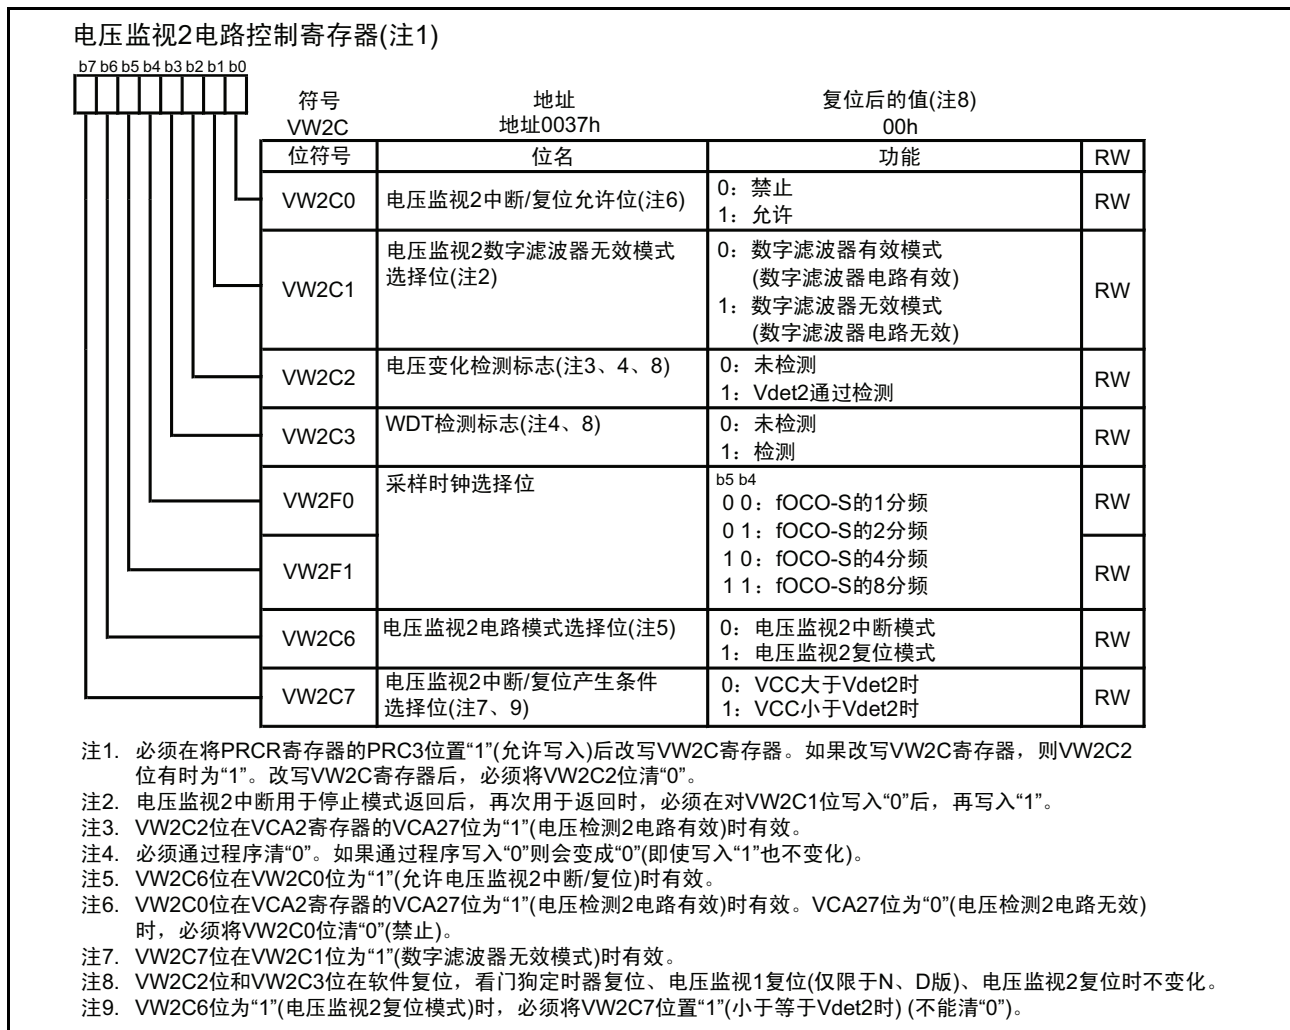 电压监视2电路控制寄存器(注1)
b7 b6 b5 b4 b3 b2 b1 b0
符号 地址 复位后的值(注8)
VW2C 地址0037h 00h
位符号 位名 功能 RW
VW2C0 电压监视2中断/复位允许位(注6) 0：禁止 RW
1：允许
VW2C1 电压监视2数字滤波器无效模式 0：数字滤波器有效模式 RW
选择位(注2) (数字滤波器电路有效)
1：数字滤波器无效模式
(数字滤波器电路无效)
VW2C2 电压变化检测标志(注3、4、8) 0：未检测 RW
1：Vdet2通过检测
VW2C3 WDT检测标志(注4、8) 0：未检测 RW
1：检测
VW2F0 采样时钟选择位 b5 b4 RW
0 0：fOCO-S的1分频
0 1：fOCO-S的2分频
VW2F1 1 0：fOCO-S的4分频 RW
1 1：fOCO-S的8分频
VW2C6 电压监视2电路模式选择位(注5) 0：电压监视2中断模式 RW
1：电压监视2复位模式
VW2C7 电压监视2中断/复位产生条件 0：VCC大于Vdet2时 RW
选择位(注7、9) 1：VCC小于Vdet2时
注1. 必须在将PRCR寄存器的PRC3位置“1”(允许写入)后改写VW2C寄存器。如果改写VW2C寄存器，则VW2C2
位有时为“1”。改写VW2C寄存器后，必须将VW2C2位清“0”。
注2. 电压监视2中断用于停止模式返回后，再次用于返回时，必须在对VW2C1位写入“0”后，再写入“1”。
注3. VW2C2位在VCA2寄存器的VCA27位为“1”(电压检测2电路有效)时有效。
注4. 必须通过程序清“0”。如果通过程序写入“0”则会变成“0”(即使写入“1”也不变化)。
注5. VW2C6位在VW2C0位为“1”(允许电压监视2中断/复位)时有效。
注6. VW2C0位在VCA2寄存器的VCA27位为“1”(电压检测2电路有效)时有效。VCA27位为“0”(电压检测2电路无效)
时，必须将VW2C0位清“0”(禁止)。
注7. VW2C7位在VW2C1位为“1”(数字滤波器无效模式)时有效。
注8. VW2C2位和VW2C3位在软件复位，看门狗定时器复位、电压监视1复位(仅限于N、D版)、电压监视2复位时不变化。
注9. VW2C6位为“1”(电压监视2复位模式)时，必须将VW2C7位置“1”(小于等于Vdet2时) (不能清“0”)。